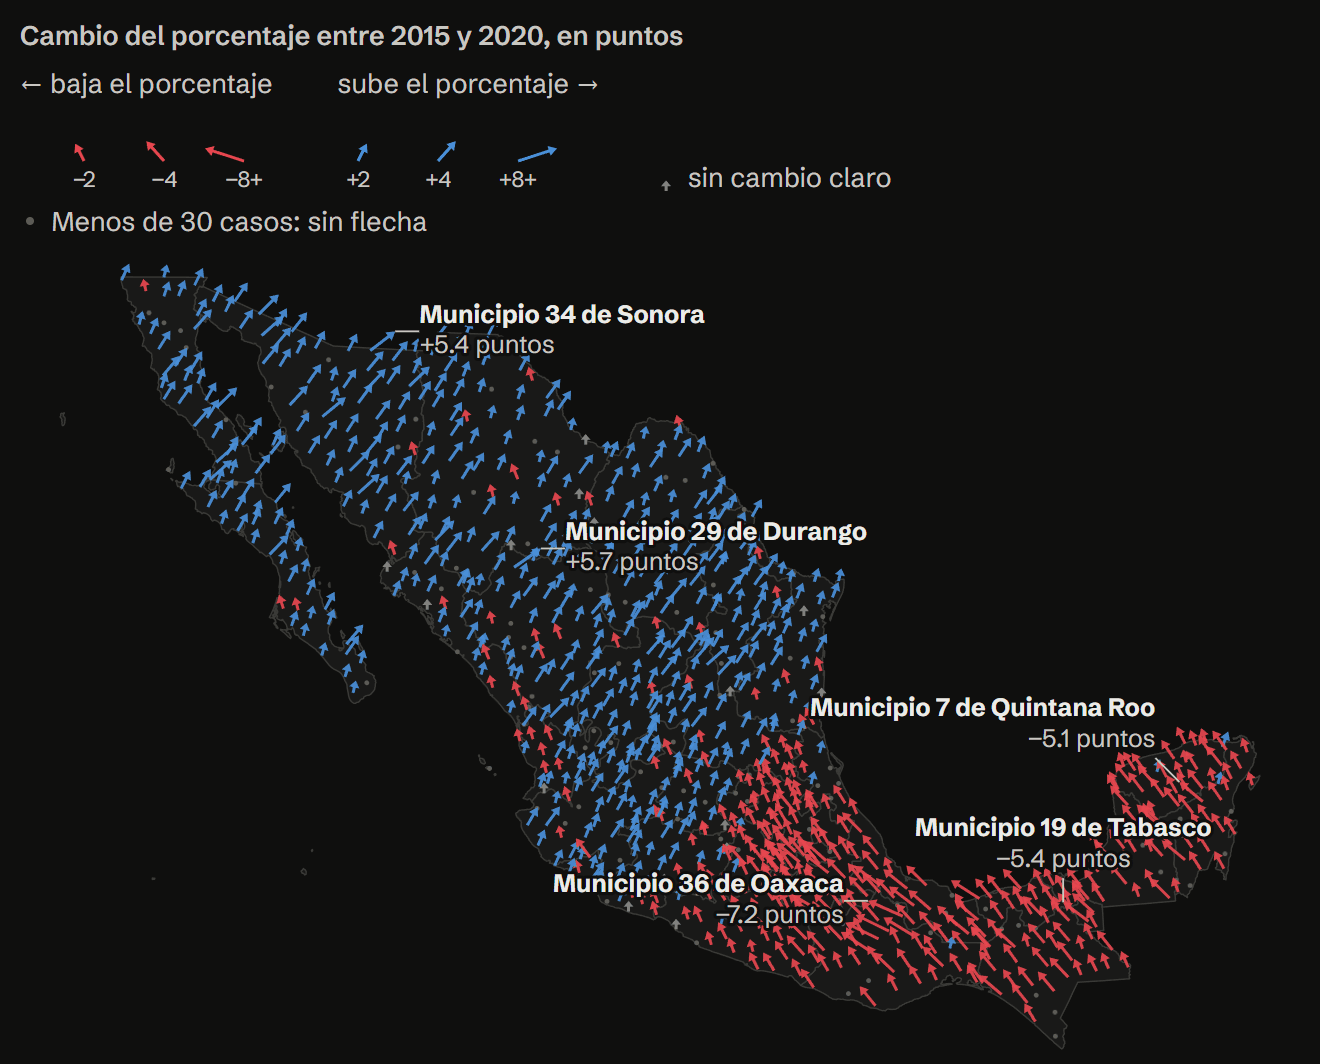 Cambio del porcentaje entre 2015 y 2020, en puntos
← baja el porcentaje sube el porcentaje →
−2 −4 −8+ +2 +4 +8+ sin cambio claro
Menos de 30 casos: sin flecha
Municipio 34 de Sonora
+5.4 puntos
Municipio 29 de Durango
+5.7 puntos
Municipio 7 de Quintana Roo
−5.1 puntos
Municipio 19 de Tabasco
−5.4 puntos
Municipio 36 de Oaxaca
−7.2 puntos